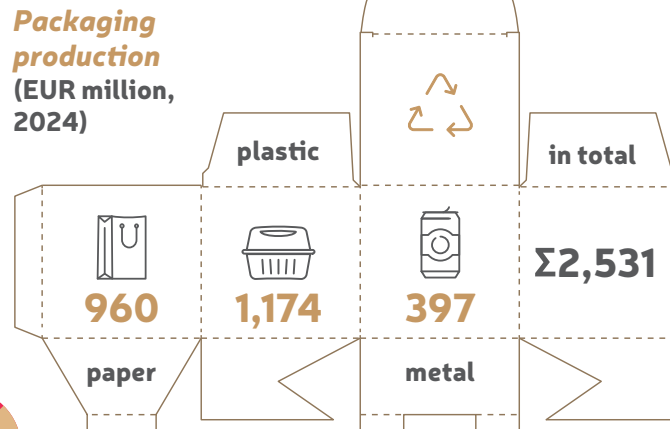 Packaging
production
(EUR million,
2024)
plastic
in total
960
1,174
397
Σ2,531
paper
metal